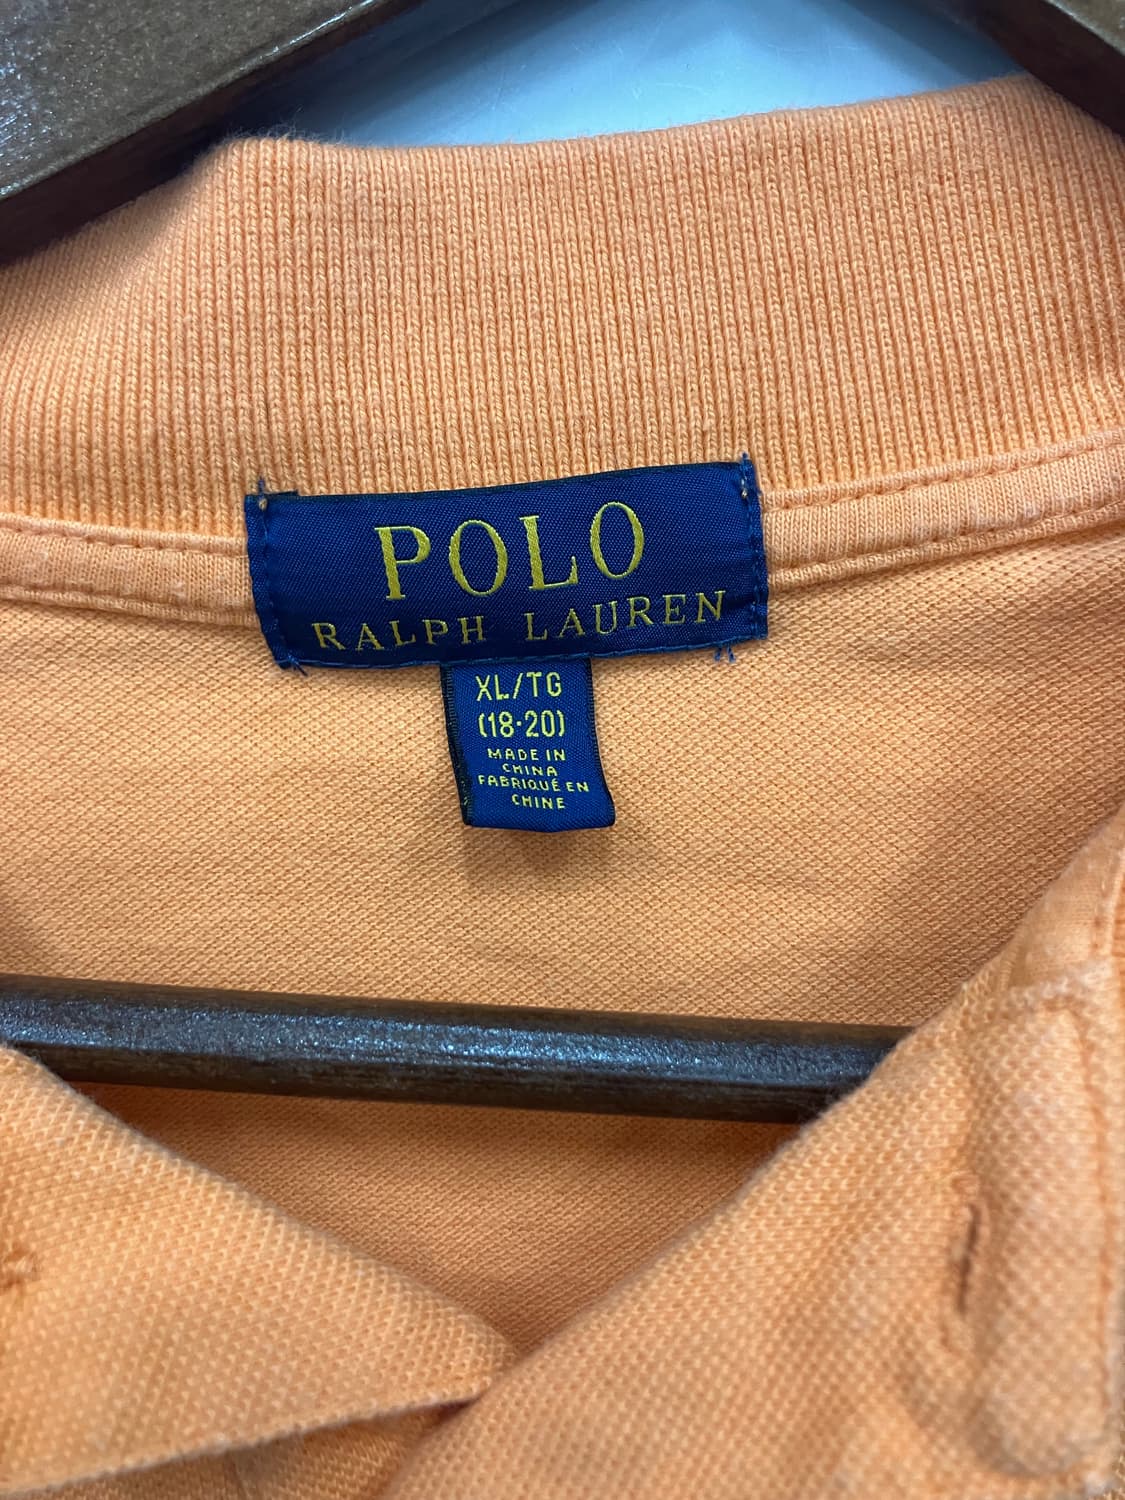 POLO
RALPH LAUREN
XL/TG
(18·20)
MADE IN
CHINA
FABRIQUÉ EN
CHINE